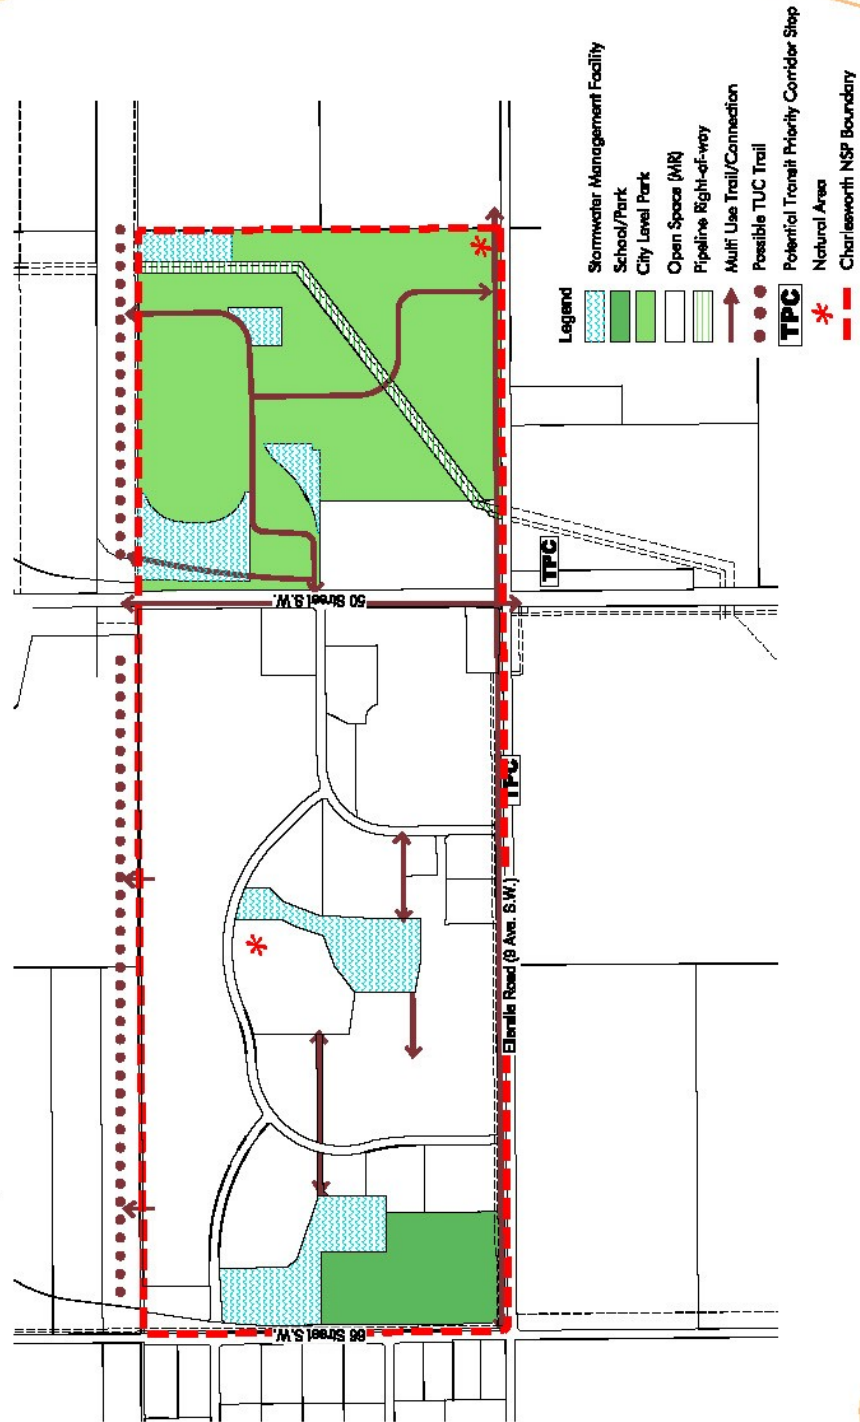 50 Street S.W.
66 Street S.W.
Ellerslie Road (9 Ave. S.W.)
TPC
TPC
Legend
Stormwater Management Facility
School/Park
City Level Park
Open Space (MR)
Pipeline Right-of-way
Multi Use Trail/Connection
Possible TUC Trail
TPC Potential Transit Priority Corridor Stop
Natural Area
Charlesworth NSP Boundary